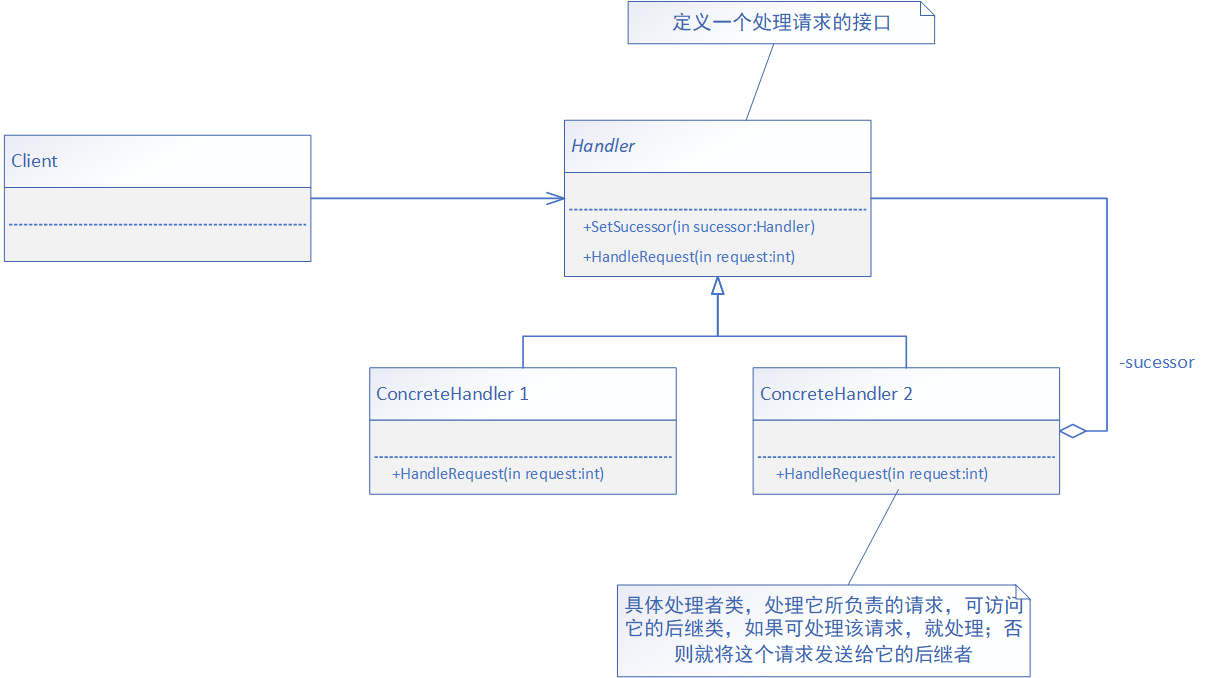 定义一个处理请求的接口
Client
Handler
+SetSucessor(in sucessor:Handler)
+HandleRequest(in request:int)
-sucessor
ConcreteHandler 1
+HandleRequest(in request:int)
ConcreteHandler 2
+HandleRequest(in request:int)
具体处理者类，处理它所负责的请求，可访问
它的后继类，如果可处理该请求，就处理；否
则就将这个请求发送给它的后继者